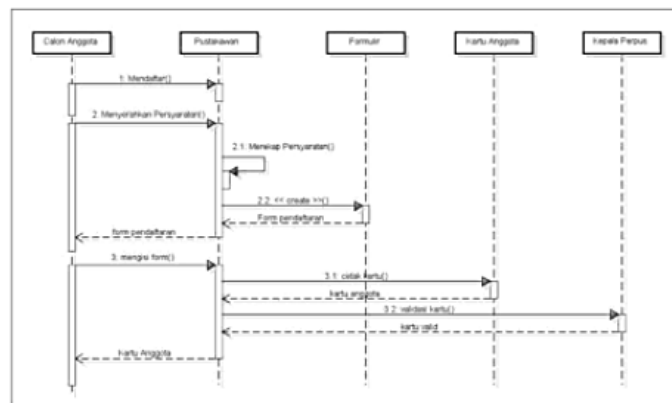 Calon Anggota
Pustakawan
Formulir
Kartu Anggota
Kepala Perpus
1: Mendaftar()
2: Menyerahkan Persyaratan()
2.1: Merekap Persyaratan()
2.2: << create >>()
Form pendaftaran
form pendaftaran
3: mengisi form()
3.1: cetak kartu()
kartu anggota
3.2: validasi kartu()
kartu valid
Kartu Anggota